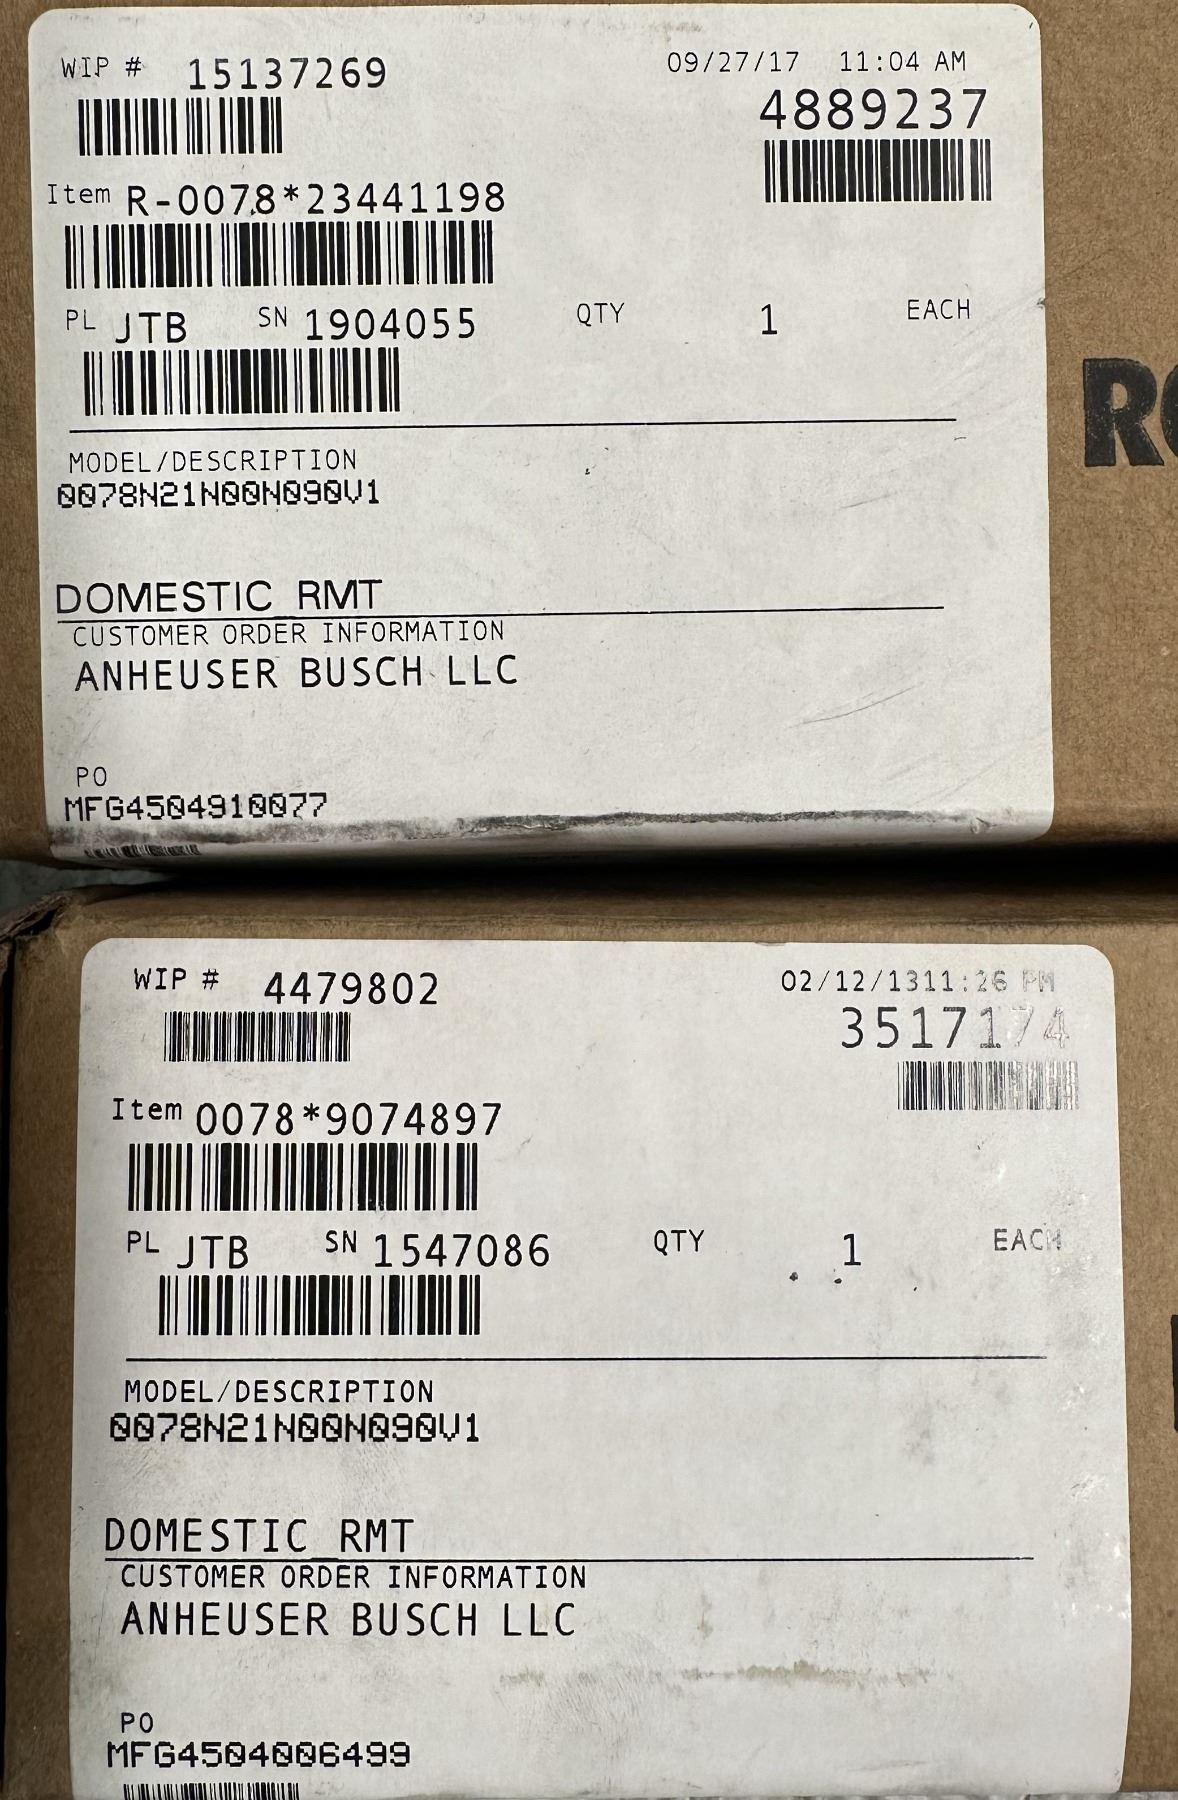 WIP # 15137269 09/27/17 11:04 AM
4889237
Item R-0078*23441198
PL JTB SN 1904055 QTY 1 EACH
MODEL/DESCRIPTION
0078N21N00N090V1
DOMESTIC RMT
CUSTOMER ORDER INFORMATION
ANHEUSER BUSCH LLC
PO
MFG4504910077
WIP # 4479802 02/12/1311:26 PM
3517174
Item 0078*9074897
PL JTB SN 1547086 QTY 1 EACH
MODEL/DESCRIPTION
0078N21N00N090V1
DOMESTIC RMT
CUSTOMER ORDER INFORMATION
ANHEUSER BUSCH LLC
PO
MFG4504006499